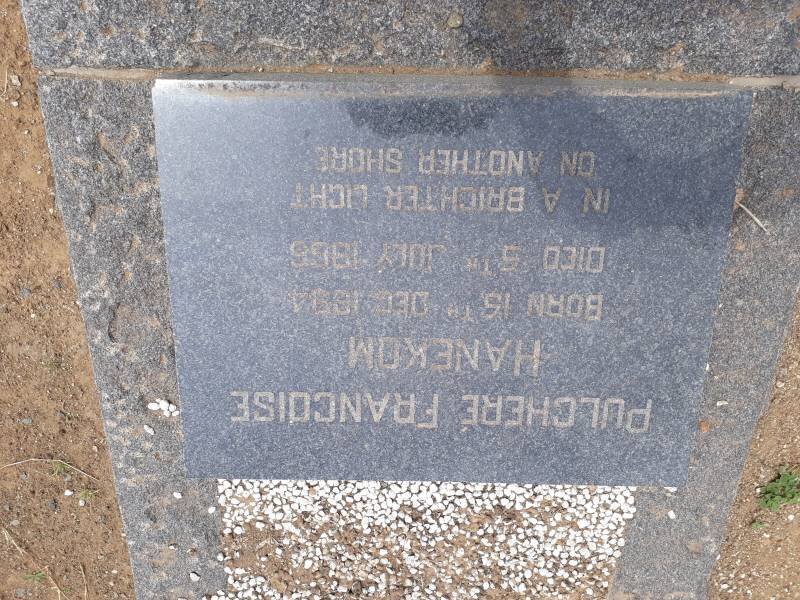 PULCHERÉ FRANCOISE
HANEKOM
BORN 15TH DEC. 1894
DIED 5TH JULY 1955
IN A BRIGHTER LIGHT
ON ANOTHER SHORE